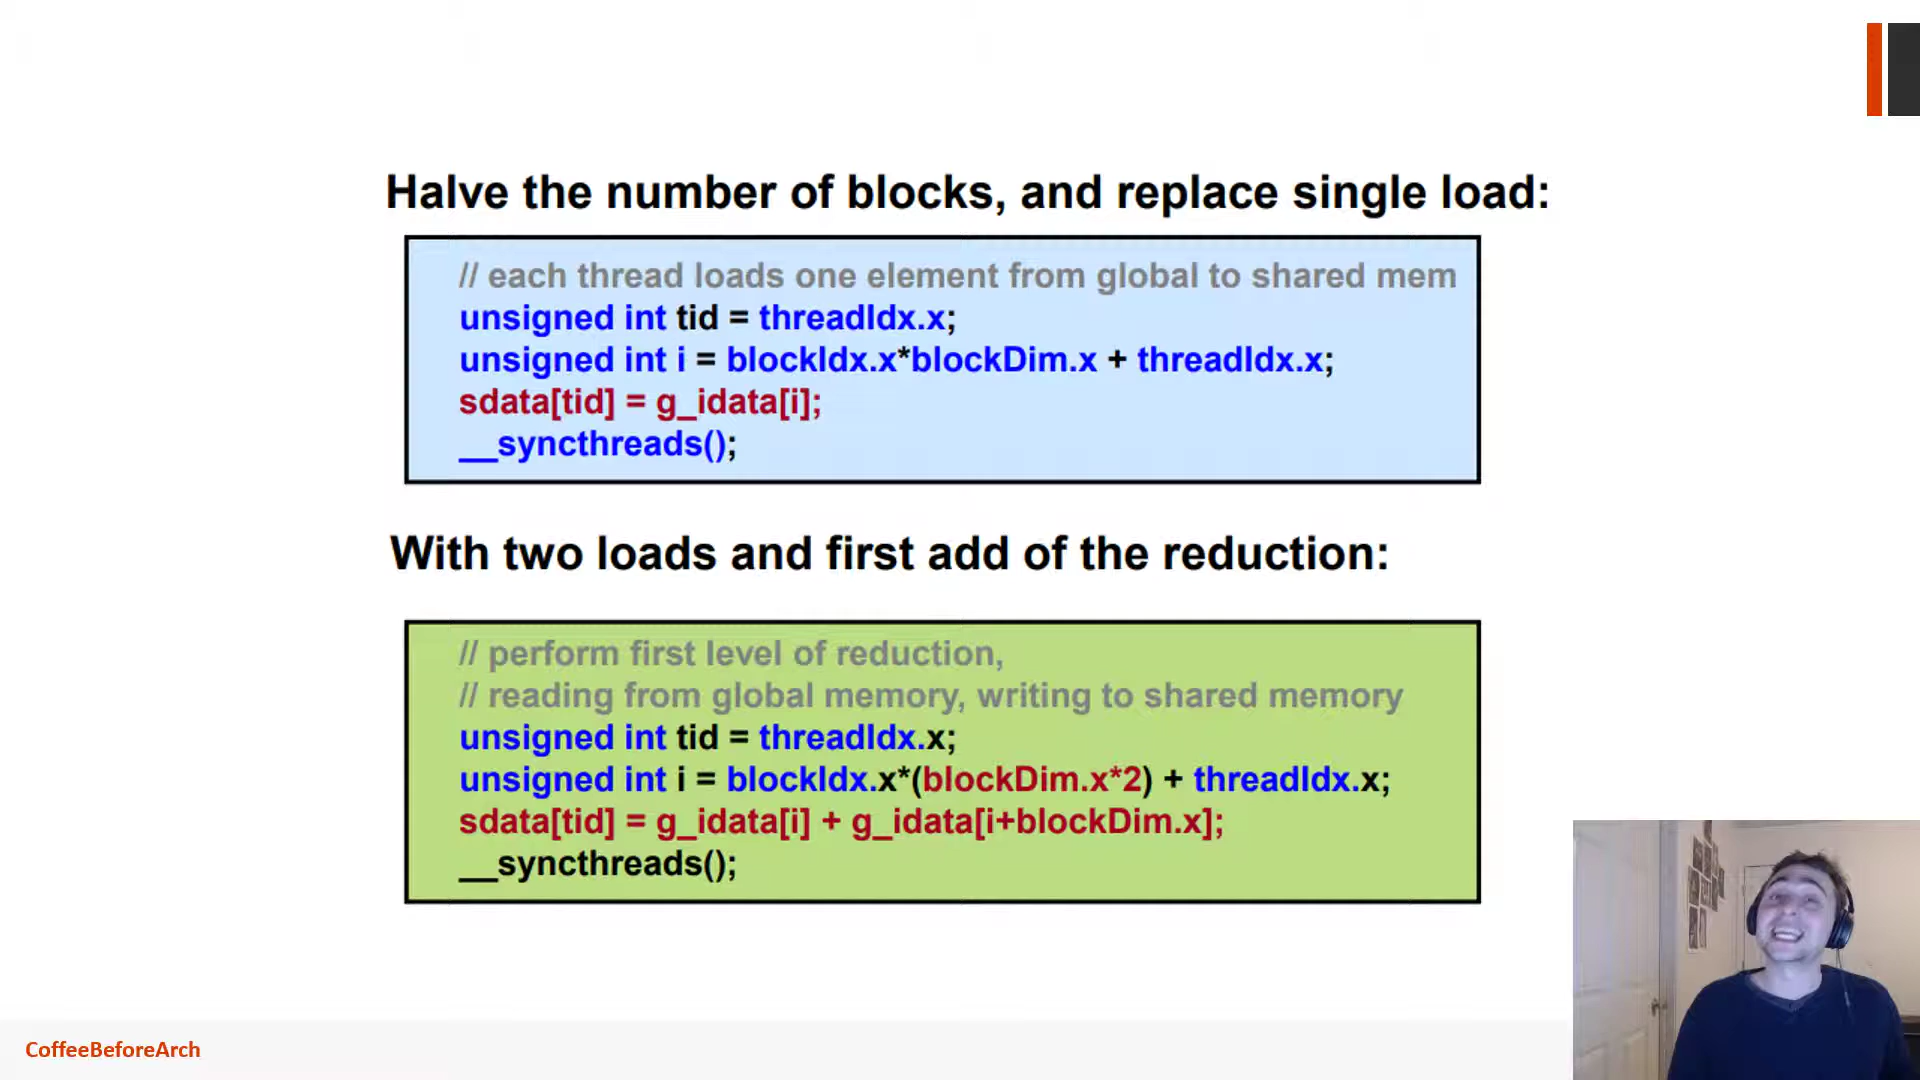 Halve the number of blocks, and replace single load:
// each thread loads one element from global to shared mem
unsigned int tid = threadIdx.x;
unsigned int i = blockIdx.x*blockDim.x + threadIdx.x;
sdata[tid] = g_idata[i];
__syncthreads();
With two loads and first add of the reduction:
// perform first level of reduction,
// reading from global memory, writing to shared memory
unsigned int tid = threadIdx.x;
unsigned int i = blockIdx.x*(blockDim.x*2) + threadIdx.x;
sdata[tid] = g_idata[i] + g_idata[i+blockDim.x];
__syncthreads();
CoffeeBeforeArch